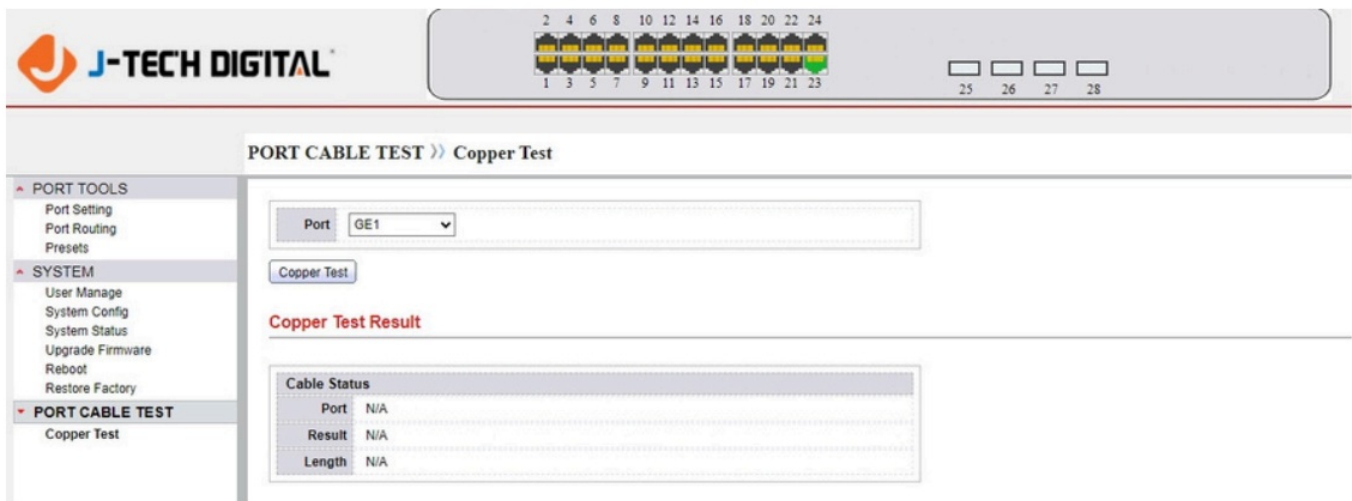 2 4 6 8 10 12 14 16 18 20 22 24
J-TECH DIGITAL
1 3 5 7 9 11 13 15 17 19 21 23
25 26 27 28
PORT CABLE TEST 》 Copper Test
PORT TOOLS
Port Setting
Port Routing
Presets
SYSTEM
User Manage
System Config
System Status
Upgrade Firmware
Reboot
Restore Factory
PORT CABLE TEST
Copper Test
Port GE1
Copper Test
Copper Test Result
Cable Status
Port N/A
Result N/A
Length N/A